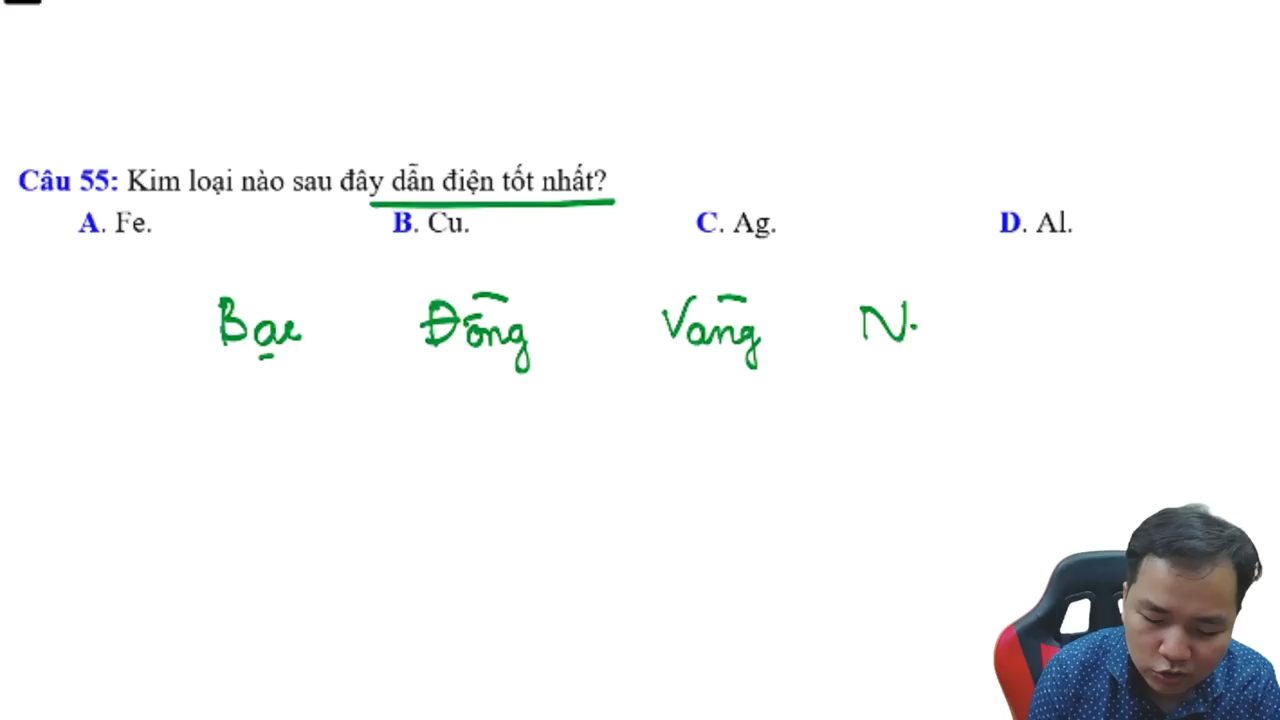 Câu 55: Kim loại nào sau đây dẫn điện tốt nhất?
A. Fe. B. Cu. C. Ag. D. Al.
Bạc Đồng Vàng N